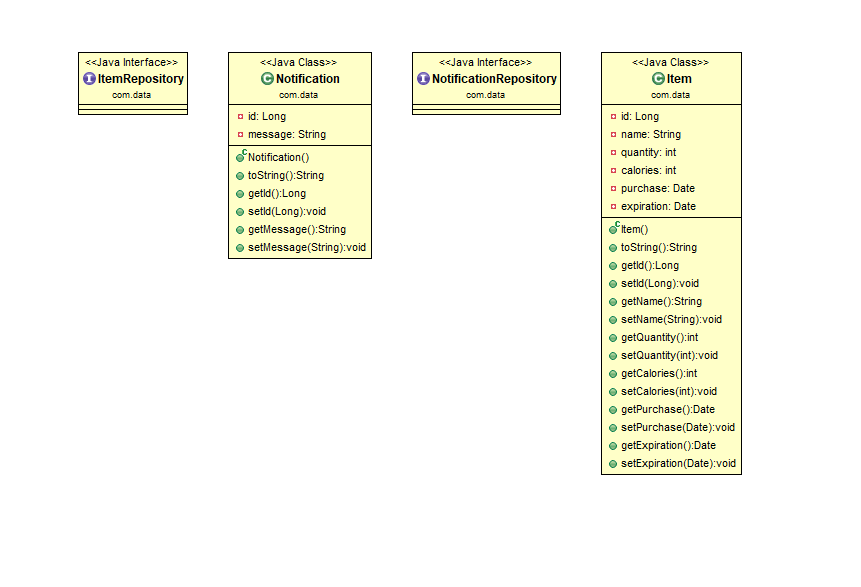 <<Java Interface>>
ItemRepository
com.data
<<Java Class>>
Notification
com.data
id: Long
message: String
Notification()
toString():String
getId():Long
setId(Long):void
getMessage():String
setMessage(String):void
<<Java Interface>>
NotificationRepository
com.data
<<Java Class>>
Item
com.data
id: Long
name: String
quantity: int
calories: int
purchase: Date
expiration: Date
Item()
toString():String
getId():Long
setId(Long):void
getName():String
setName(String):void
getQuantity():int
setQuantity(int):void
getCalories():int
setCalories(int):void
getPurchase():Date
setPurchase(Date):void
getExpiration():Date
setExpiration(Date):void